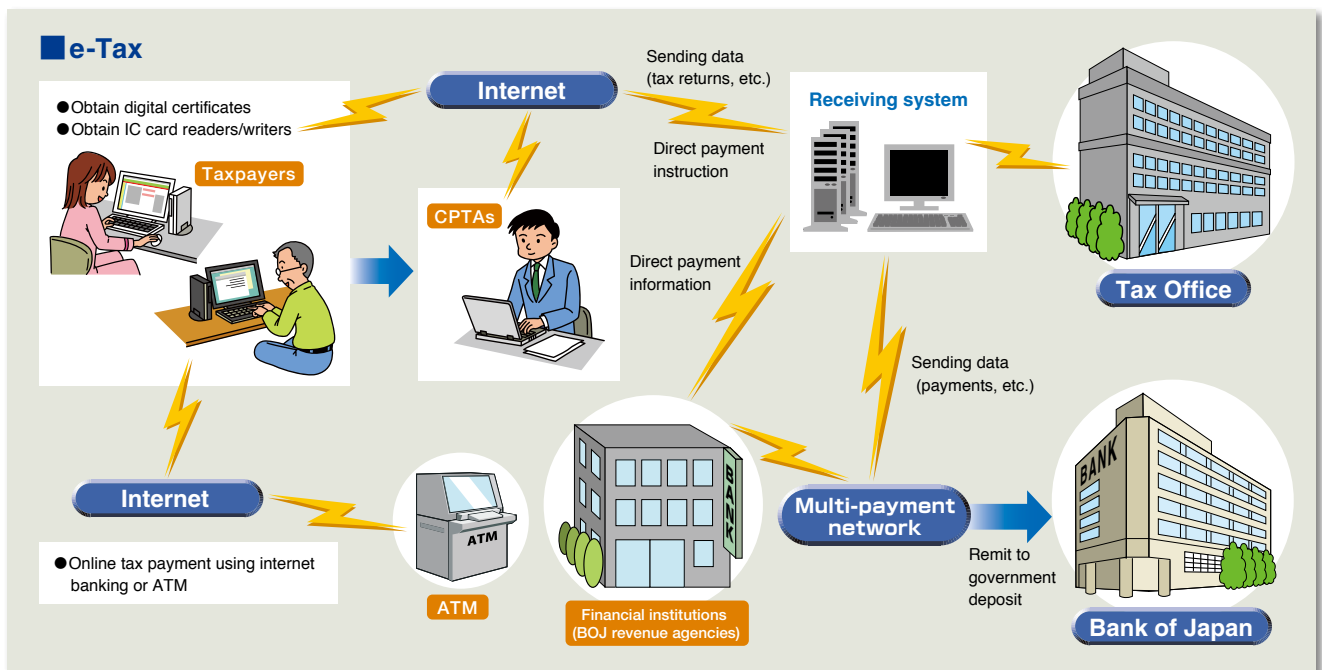 ■e-Tax
●Obtain digital certificates
●Obtain IC card readers/writers
Taxpayers
Internet
CPTAs
Sending data
(tax returns, etc.)
Direct payment
instruction
Receiving system
Tax Office
Direct payment
information
Sending data
(payments, etc.)
Internet
●Online tax payment using internet
banking or ATM
ATM
ATM
BANK
Financial institutions
(BOJ revenue agencies)
Multi-payment
network
Remit to
government
deposit
BANK
Bank of Japan